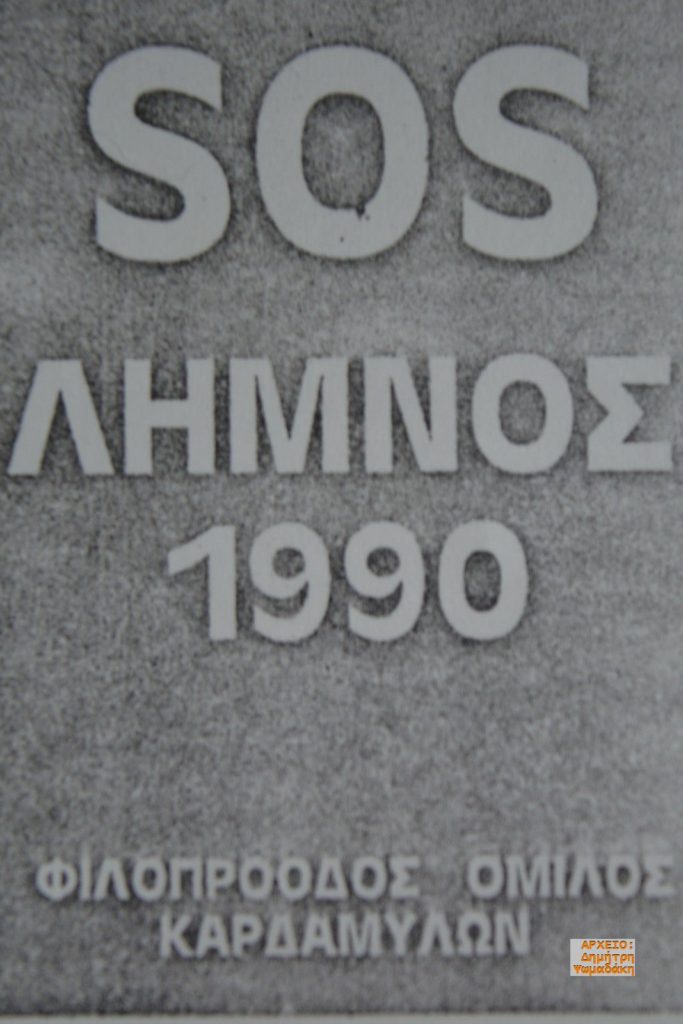 SOS
ΛΗΜΝΟΣ
1990
ΦΙΛΟΠΡΟΟΔΟΣ ΟΜΙΛΟΣ
ΚΑΡΔΑΜΥΛΩΝ
ΑΡΧΕΙΟ:
Δημήτρη
Ψωμαδάκη